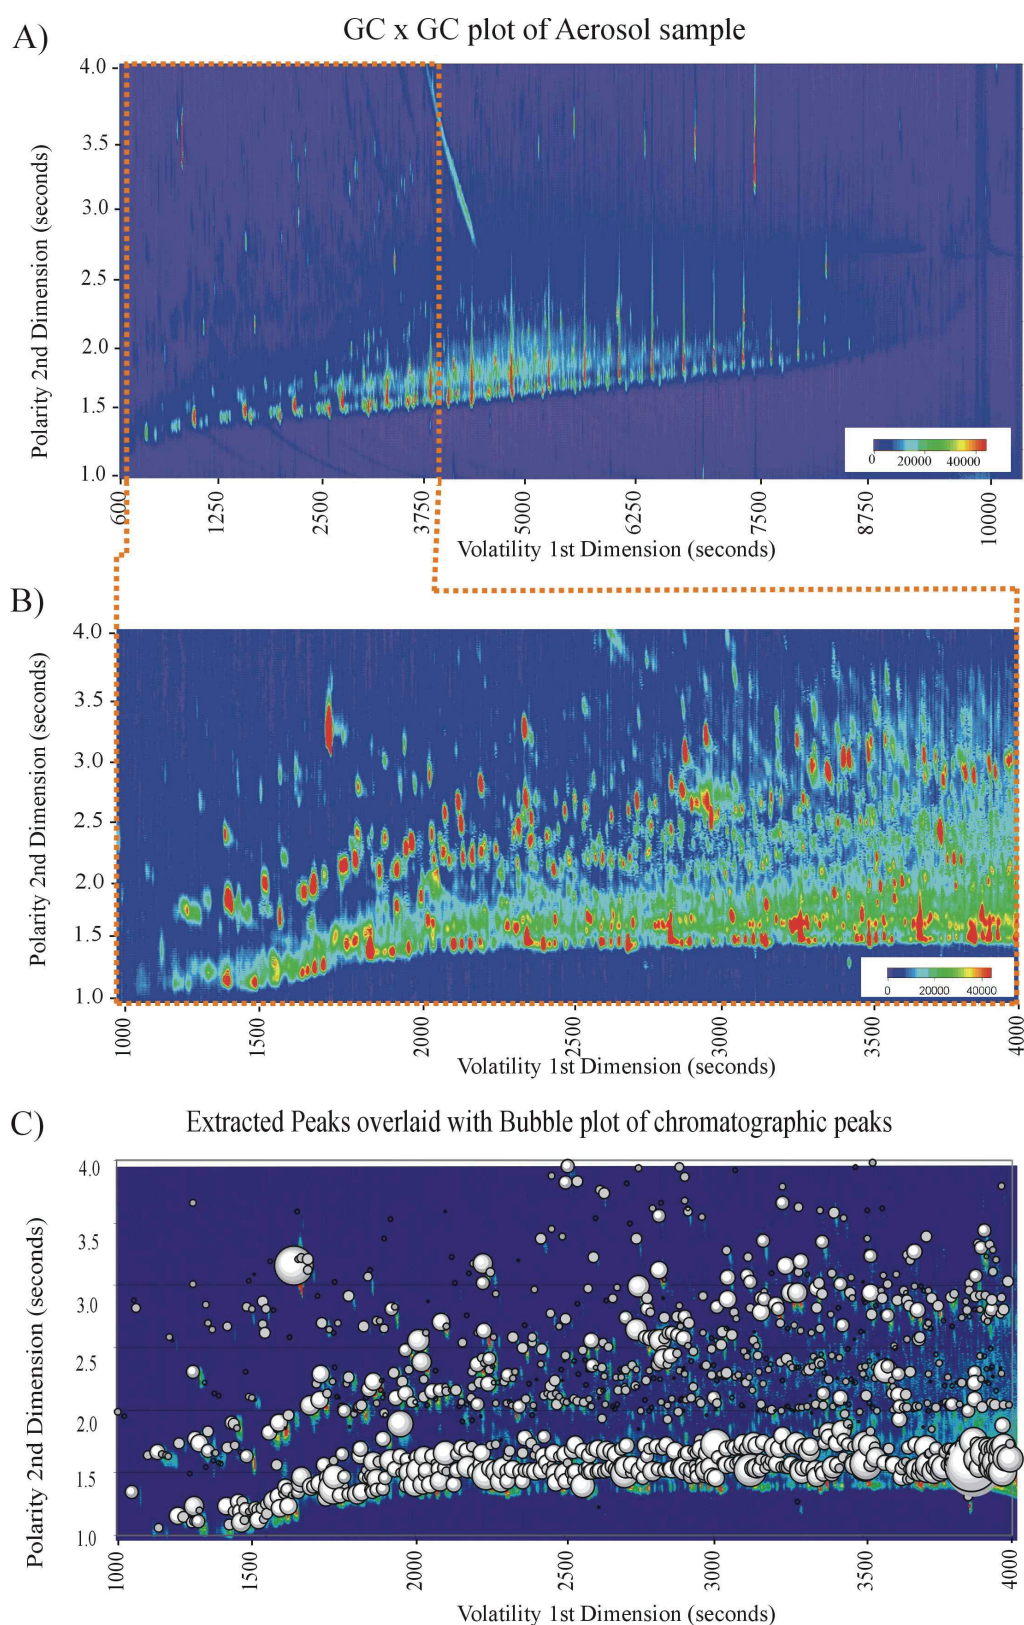 A)
GC x GC plot of Aerosol sample
Polarity 2nd Dimension (seconds)
4.0
3.5
3.0
2.5
2.0
1.5
1.0
0 20000 40000
600 1250 2500 3750 5000 6250 7500 8750 10000
Volatility 1st Dimension (seconds)
B)
Polarity 2nd Dimension (seconds)
4.0
3.5
3.0
2.5
2.0
1.5
1.0
0 20000 40000
1000 1500 2000 2500 3000 3500 4000
Volatility 1st Dimension (seconds)
C)
Extracted Peaks overlaid with Bubble plot of chromatographic peaks
Polarity 2nd Dimension (seconds)
4.0
3.5
3.0
2.5
2.0
1.5
1.0
1000 1500 2000 2500 3000 3500 4000
Volatility 1st Dimension (seconds)